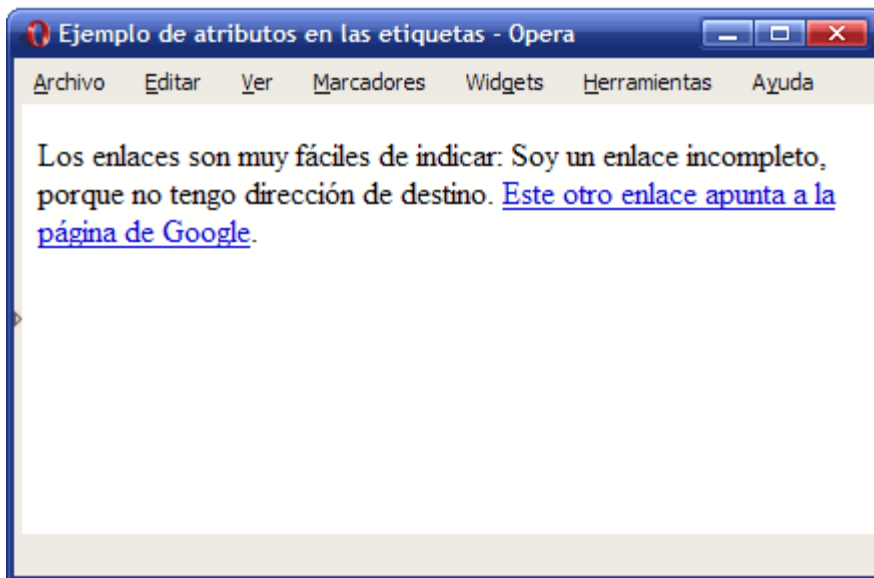 Ejemplo de atributos en las etiquetas - Opera
Archivo Editar Ver Marcadores Widgets Herramientas Ayuda
Los enlaces son muy fáciles de indicar: Soy un enlace incompleto,
porque no tengo dirección de destino. Este otro enlace apunta a la
página de Google.